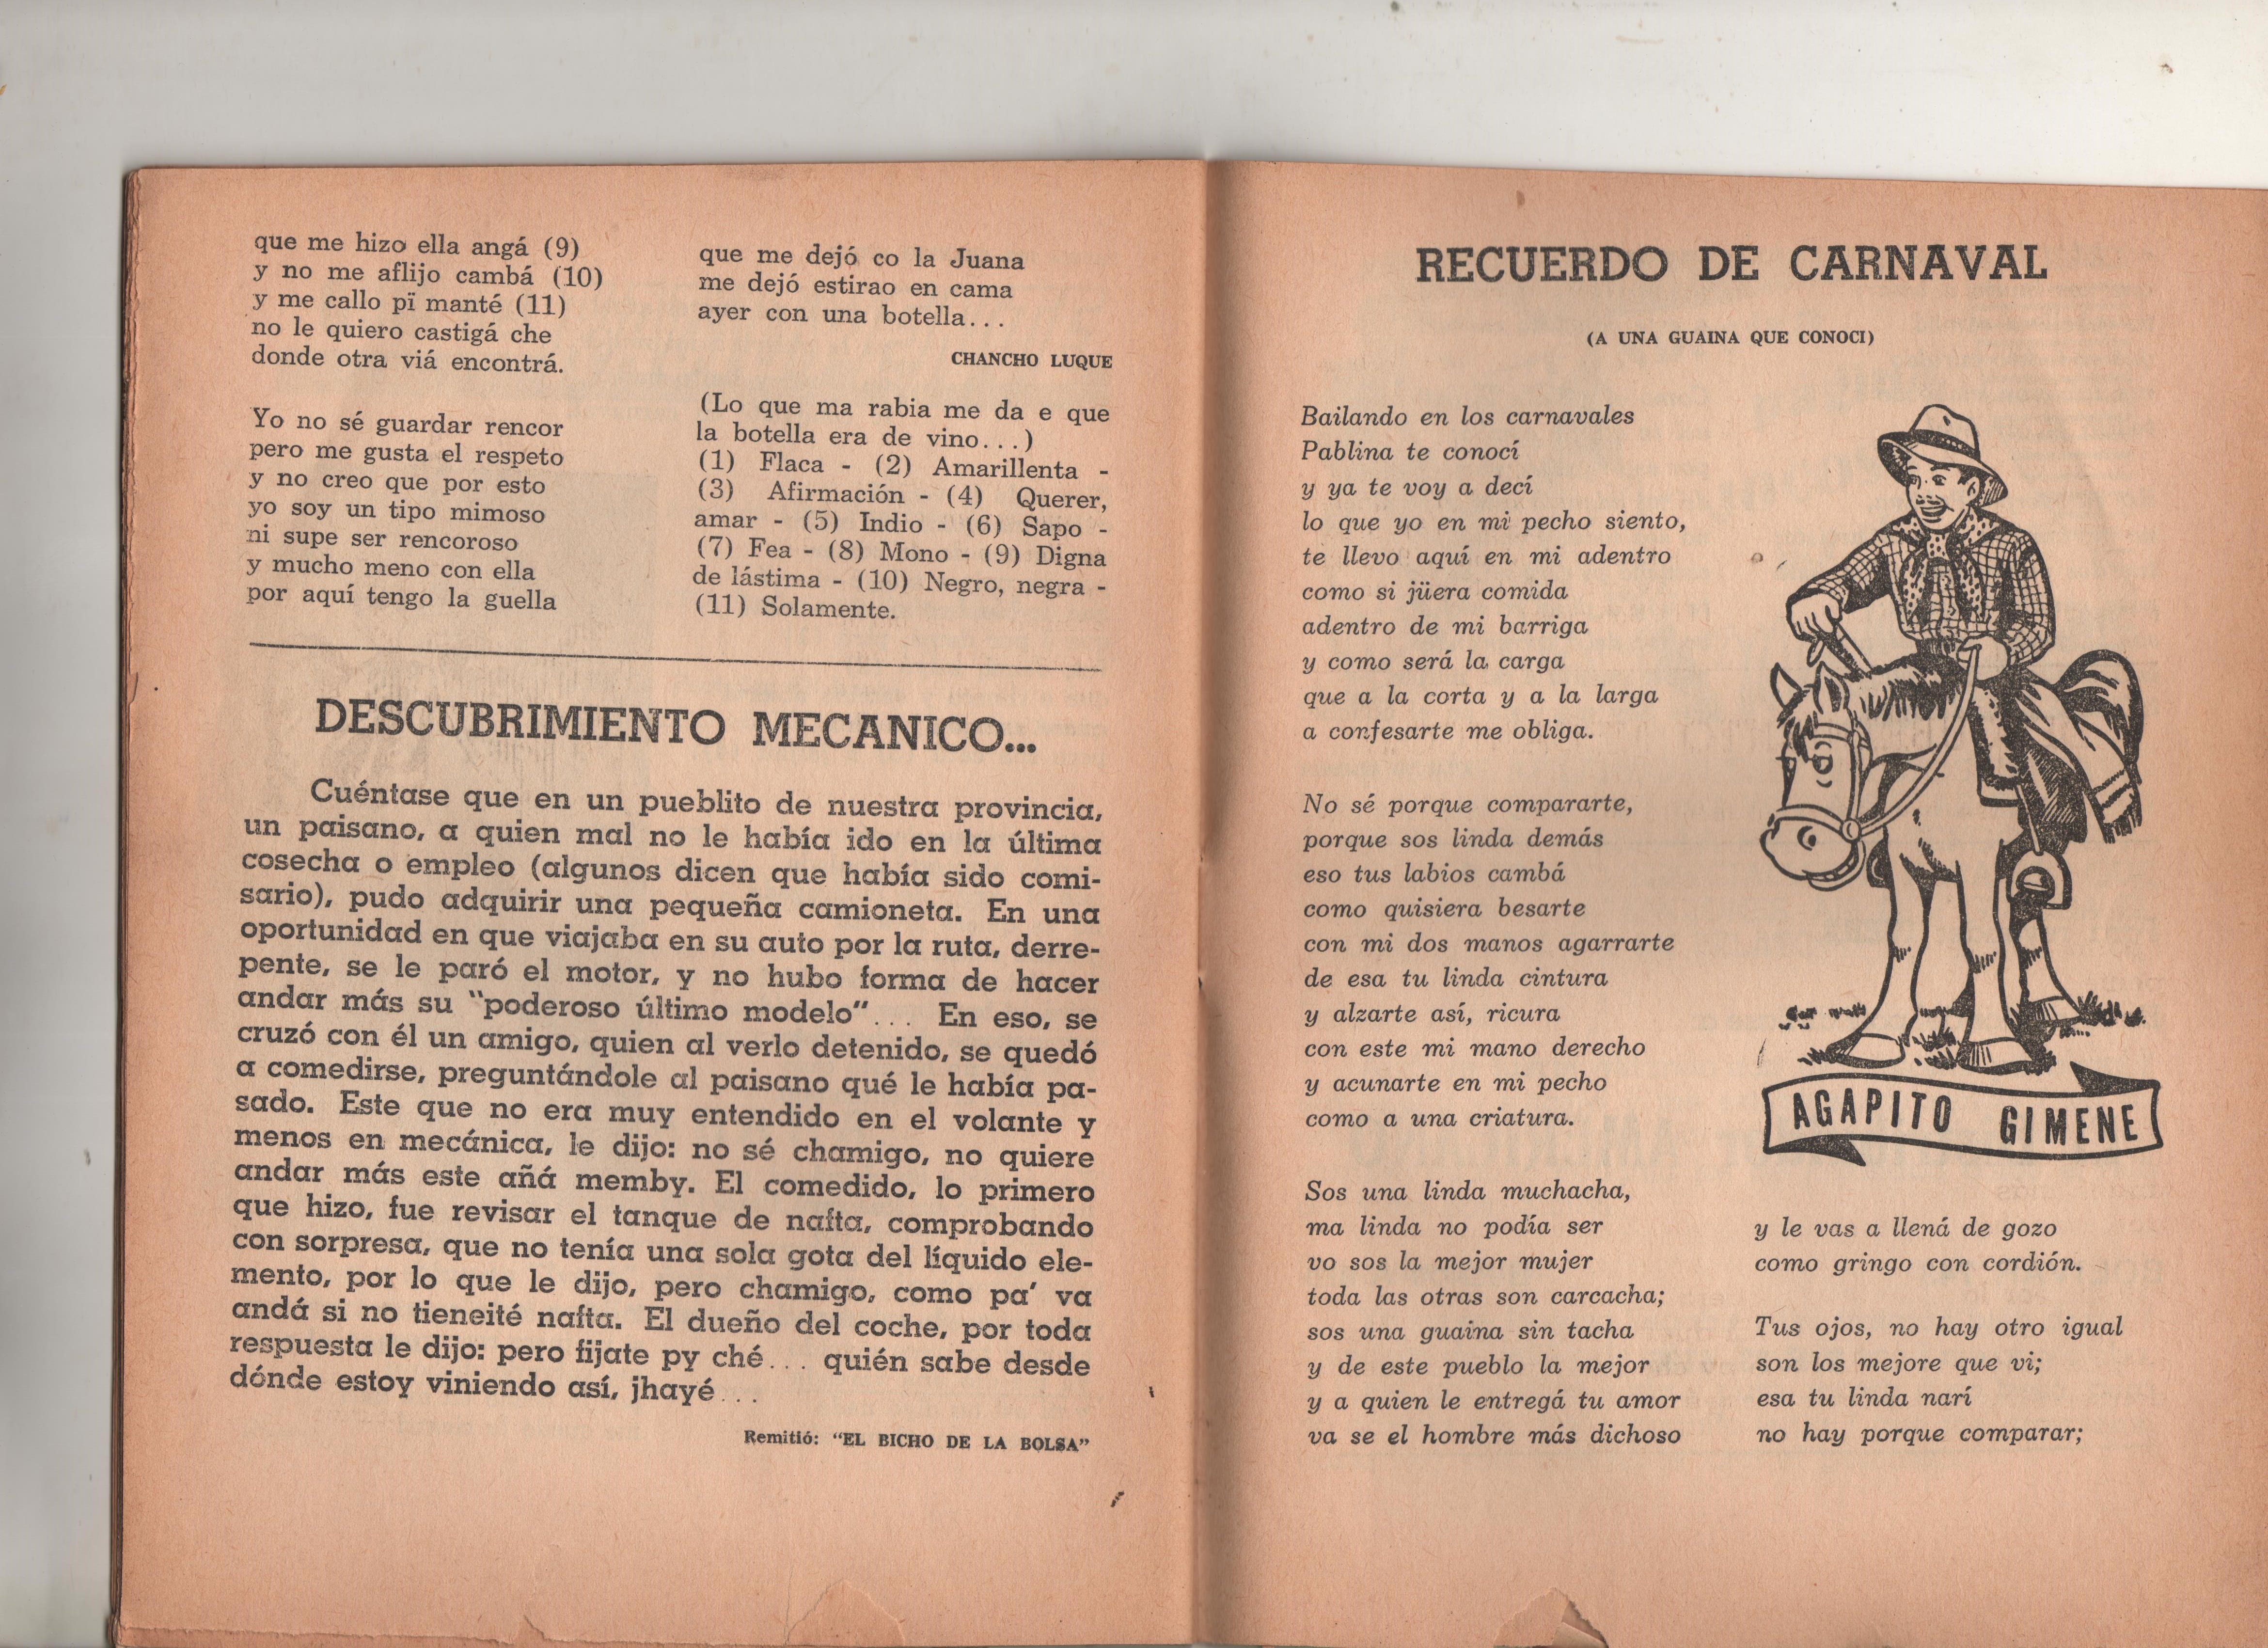 que me hizo ella angá (9)
y no me aflijo cambá (10)
y me callo pï manté (11)
no le quiero castigá che
donde otra viá encontrá.
Yo no sé guardar rencor
pero me gusta el respeto
y no creo que por esto
yo soy un tipo mimoso
ni supe ser rencoroso
y mucho meno con ella
por aquí tengo la guella
que me dejó co la Juana
me dejó estirao en cama
ayer con una botella...
CHANCHO LUQUE
(Lo que ma rabia me da e que
la botella era de vino...)
(1) Flaca - (2) Amarillenta -
(3) Afirmación - (4) Querer,
amar - (5) Indio - (6) Sapo -
(7) Fea - (8) Mono - (9) Digna
de lástima - (10) Negro, negra -
(11) Solamente.
DESCUBRIMIENTO MECANICO...
Cuéntase que en un pueblito de nuestra provincia,
un paisano, a quien mal no le había ido en la última
cosecha o empleo (algunos dicen que había sido comi-
sario), pudo adquirir una pequeña camioneta. En una
oportunidad en que viajaba en su auto por la ruta, derre-
pente, se le paró el motor, y no hubo forma de hacer
andar más su "poderoso último modelo"... En eso, se
cruzó con él un amigo, quien al verlo detenido, se quedó
a comedirse, preguntándole al paisano qué le había pa-
sado. Este que no era muy entendido en el volante y
menos en mecánica, le dijo: no sé chamigo, no quiere
andar más este añá memby. El comedido, lo primero
que hizo, fue revisar el tanque de nafta, comprobando
con sorpresa, que no tenía una sola gota del líquido ele-
mento, por lo que le dijo, pero chamigo, como pa' va
andá si no tieneité nafta. El dueño del coche, por toda
respuesta le dijo: pero fijate py ché... quién sabe desde
dónde estoy viniendo así, jhayé...
Remitió: "EL BICHO DE LA BOLSA"
RECUERDO DE CARNAVAL
(A UNA GUAINA QUE CONOCI)
Bailando en los carnavales
Pablina te conocí
y ya te voy a decí
lo que yo en mi pecho siento,
te llevo aquí en mi adentro
como si jüera comida
adentro de mi barriga
y como será la carga
que a la corta y a la larga
a confesarte me obliga.
No sé porque compararte,
porque sos linda demás
eso tus labios cambá
como quisiera besarte
con mi dos manos agarrarte
de esa tu linda cintura
y alzarte así, ricura
con este mi mano derecho
y acunarte en mi pecho
como a una criatura.
Sos una linda muchacha,
ma linda no podía ser
vo sos la mejor mujer
toda las otras son carcacha;
sos una guaina sin tacha
y de este pueblo la mejor
y a quien le entregá tu amor
va se el hombre más dichoso
AGAPITO GIMENE
y le vas a llená de gozo
como gringo con cordión.
Tus ojos, no hay otro igual
son los mejore que vi;
esa tu linda narí
no hay porque comparar;